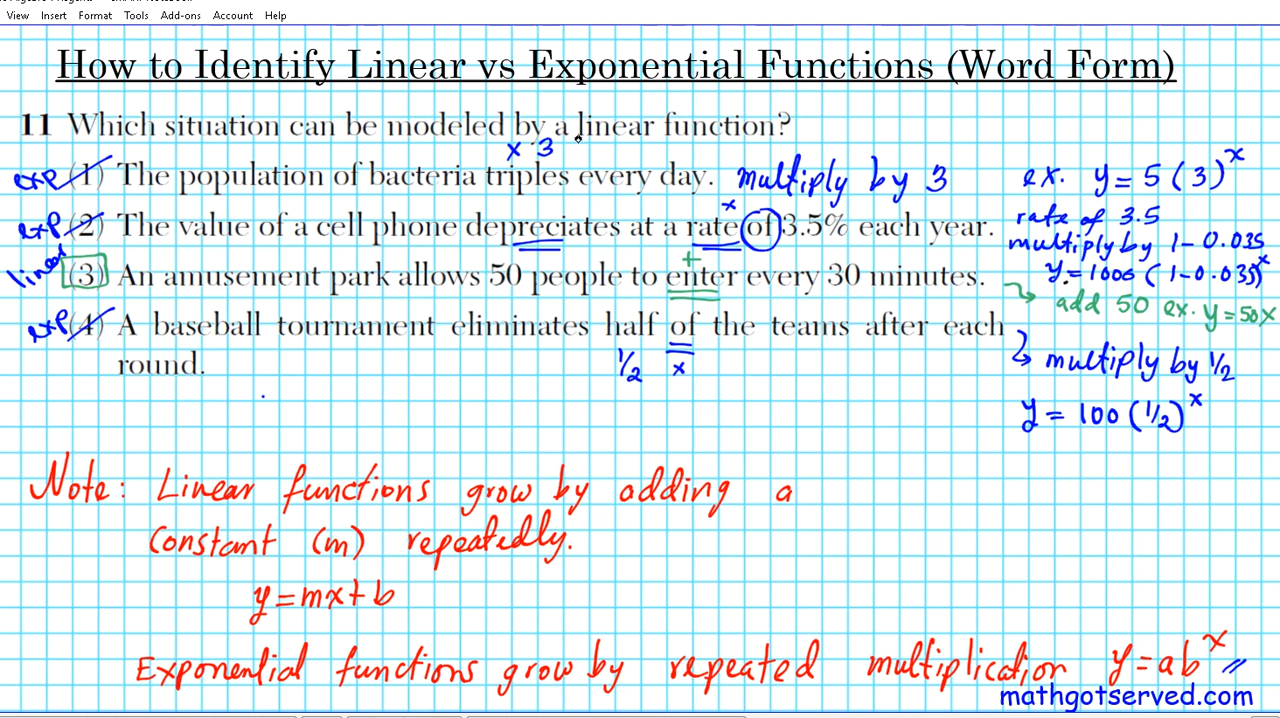 View Insert Format Tools Add-ons Account Help
How to Identify Linear vs Exponential Functions (Word Form)
11 Which situation can be modeled by a linear function?
x 3
exp (1) The population of bacteria triples every day. multiply by 3 ex. y = 5 (3)^x
x rate of 3.5
exp (2) The value of a cell phone depreciates at a rate of 3.5% each year. multiply by 1 - 0.035
+ y = 1000 (1-0.035)^x
linear (3) An amusement park allows 50 people to enter every 30 minutes.
add 50 ex. y = 50x
exp (4) A baseball tournament eliminates half of the teams after each
round. 1/2 x multiply by 1/2
y = 100 (1/2)^x
Note: Linear functions grow by adding a
constant (m) repeatedly.
y = mx + b
Exponential functions grow by repeated multiplication y = ab^x
mathgotserved.com